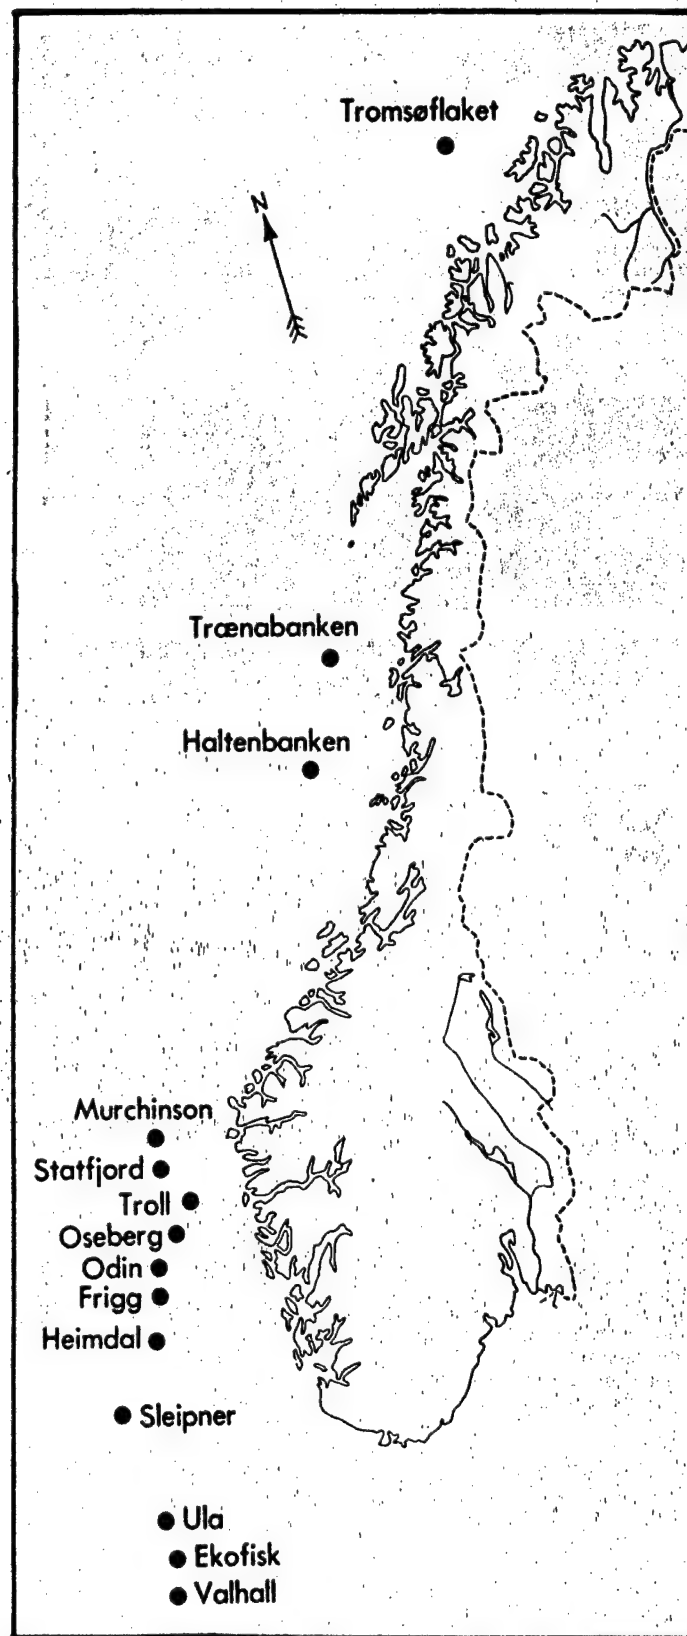 Tromsøflaket
N
Trænabanken
Haltenbanken
Murchinson
Statfjord
Troll
Oseberg
Odin
Frigg
Heimdal
Sleipner
Ula
Ekofisk
Valhall